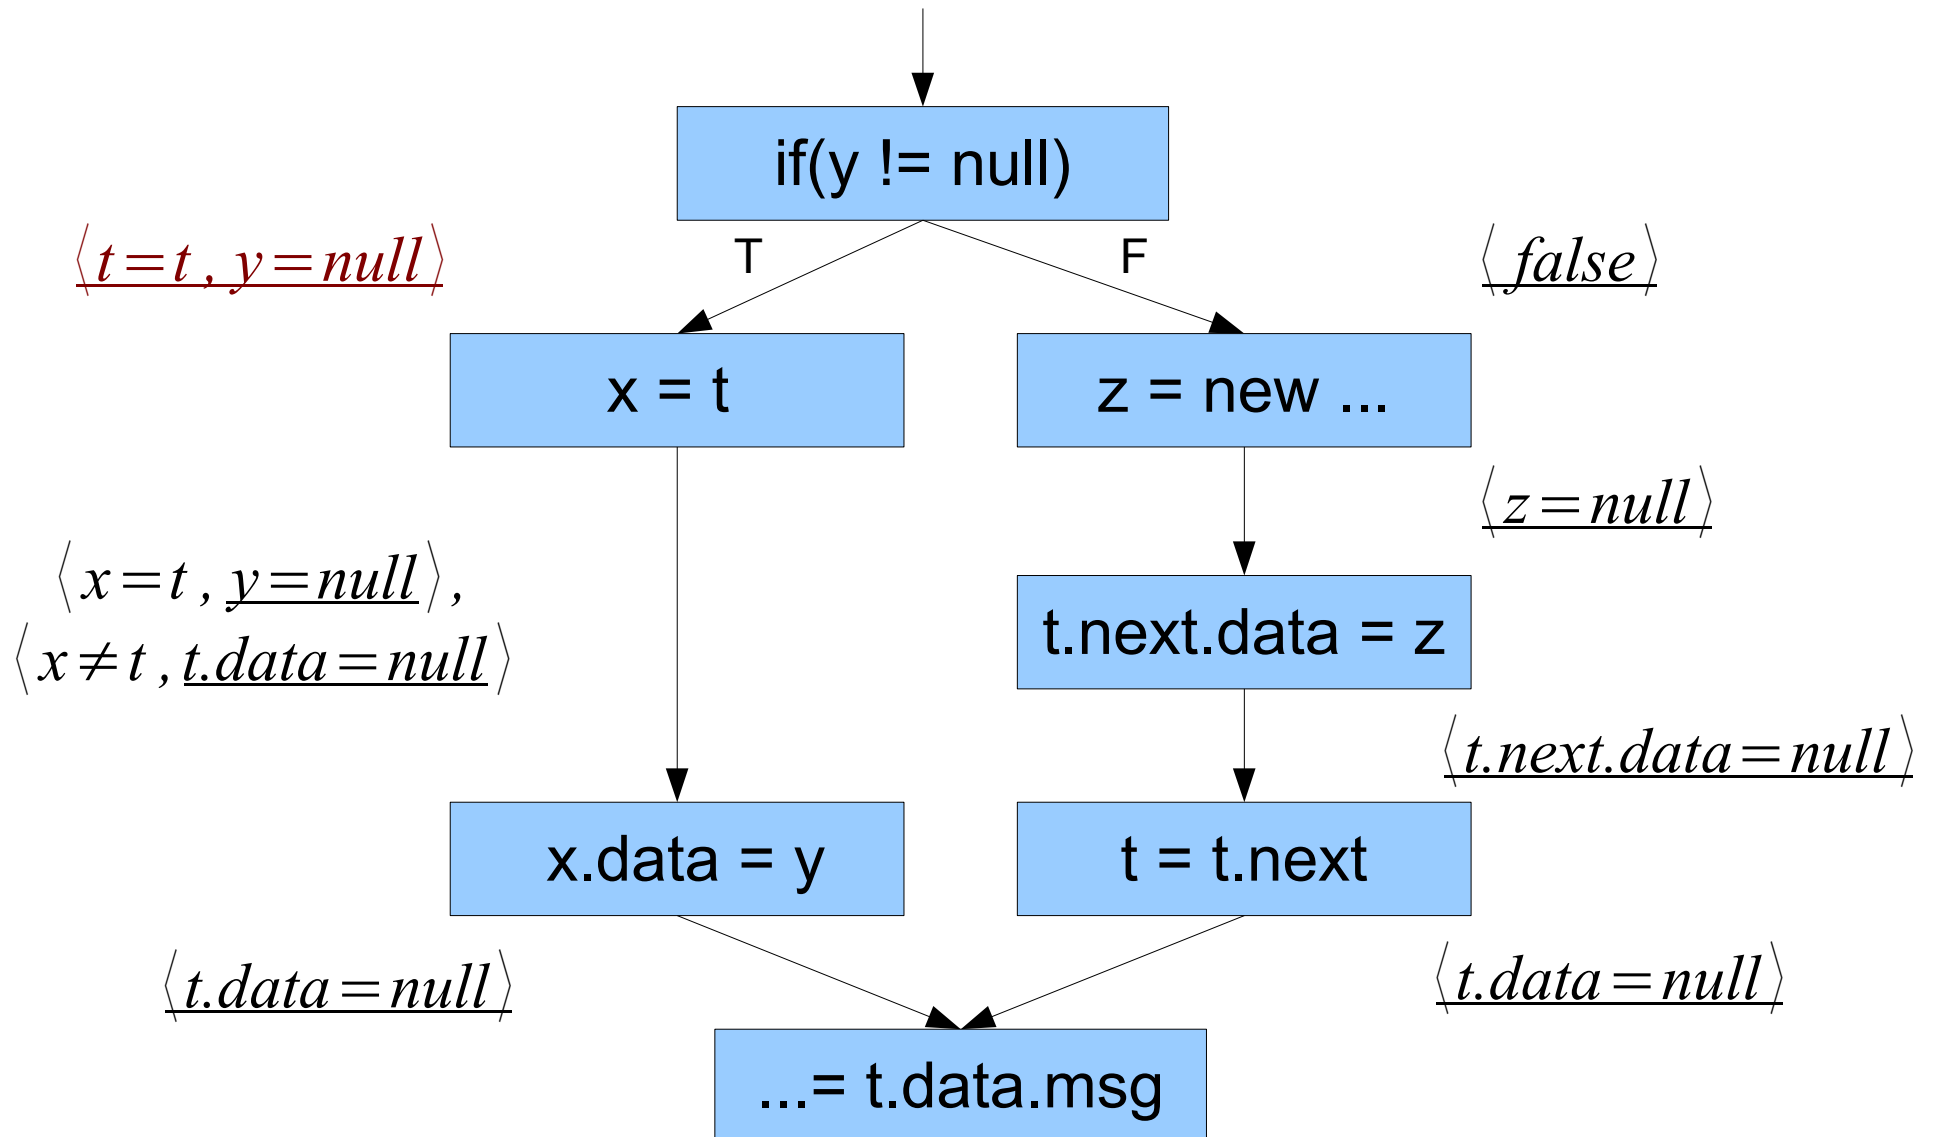 if(y != null)
⟨t=t, y=null⟩
T
F
⟨false⟩
x = t
z = new ...
⟨z=null⟩
⟨x=t, y=null⟩,
⟨x≠t, t.data=null⟩
t.next.data = z
⟨t.next.data=null⟩
x.data = y
t = t.next
⟨t.data=null⟩
⟨t.data=null⟩
...= t.data.msg